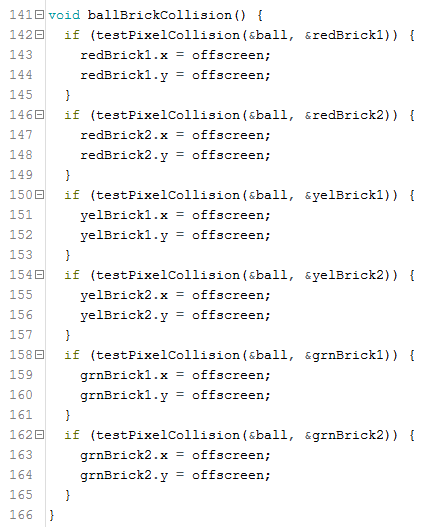 141 void ballBrickCollision() {
142   if (testPixelCollision(&ball, &redBrick1)) {
143     redBrick1.x = offscreen;
144     redBrick1.y = offscreen;
145   }
146   if (testPixelCollision(&ball, &redBrick2)) {
147     redBrick2.x = offscreen;
148     redBrick2.y = offscreen;
149   }
150   if (testPixelCollision(&ball, &yelBrick1)) {
151     yelBrick1.x = offscreen;
152     yelBrick1.y = offscreen;
153   }
154   if (testPixelCollision(&ball, &yelBrick2)) {
155     yelBrick2.x = offscreen;
156     yelBrick2.y = offscreen;
157   }
158   if (testPixelCollision(&ball, &grnBrick1)) {
159     grnBrick1.x = offscreen;
160     grnBrick1.y = offscreen;
161   }
162   if (testPixelCollision(&ball, &grnBrick2)) {
163     grnBrick2.x = offscreen;
164     grnBrick2.y = offscreen;
165   }
166 }